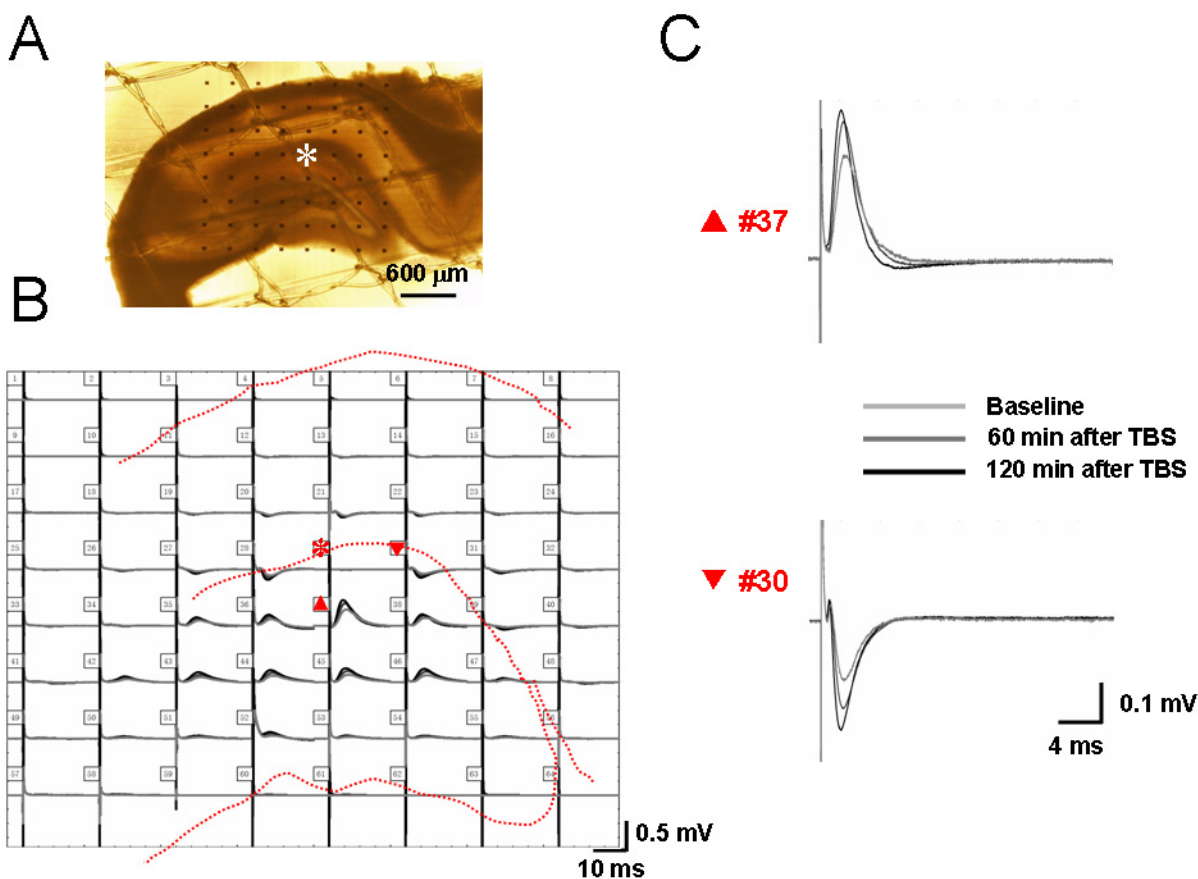 A
*
600 μm
B
1 2 3 4 5 6 7 8
9 10 11 12 13 14 15 16
17 18 19 20 21 22 23 24
25 26 27 28 * ▼ 31 32
33 34 35 36 ▲ 38 39 40
41 42 43 44 45 46 47 48
49 50 51 52 53 54 55 56
57 58 59 60 61 62 63 64
0.5 mV
10 ms
C
▲ #37
Baseline
60 min after TBS
120 min after TBS
▼ #30
0.1 mV
4 ms